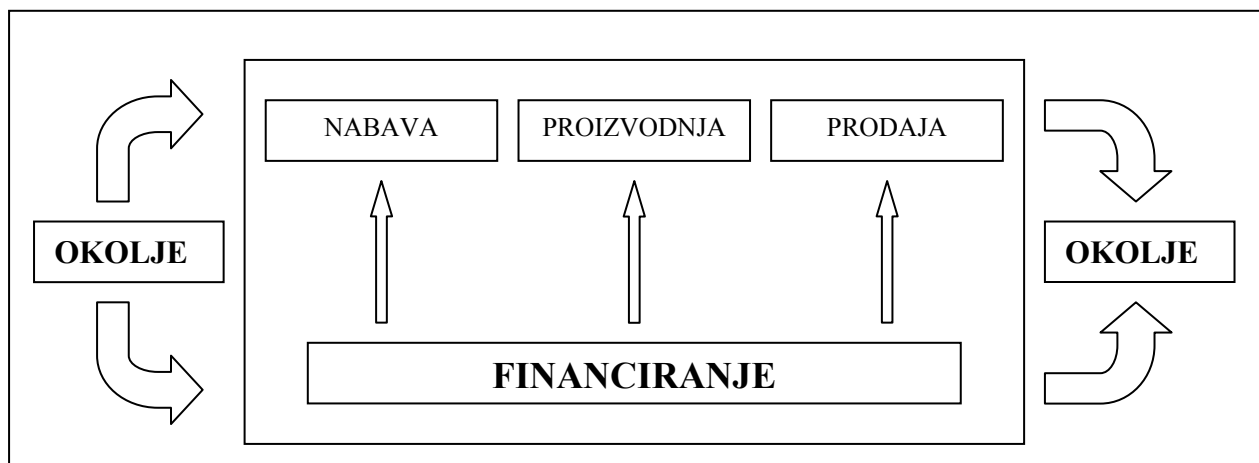 NABAVA
PROIZVODNJA
PRODAJA
OKOLJE
OKOLJE
FINANCIRANJE